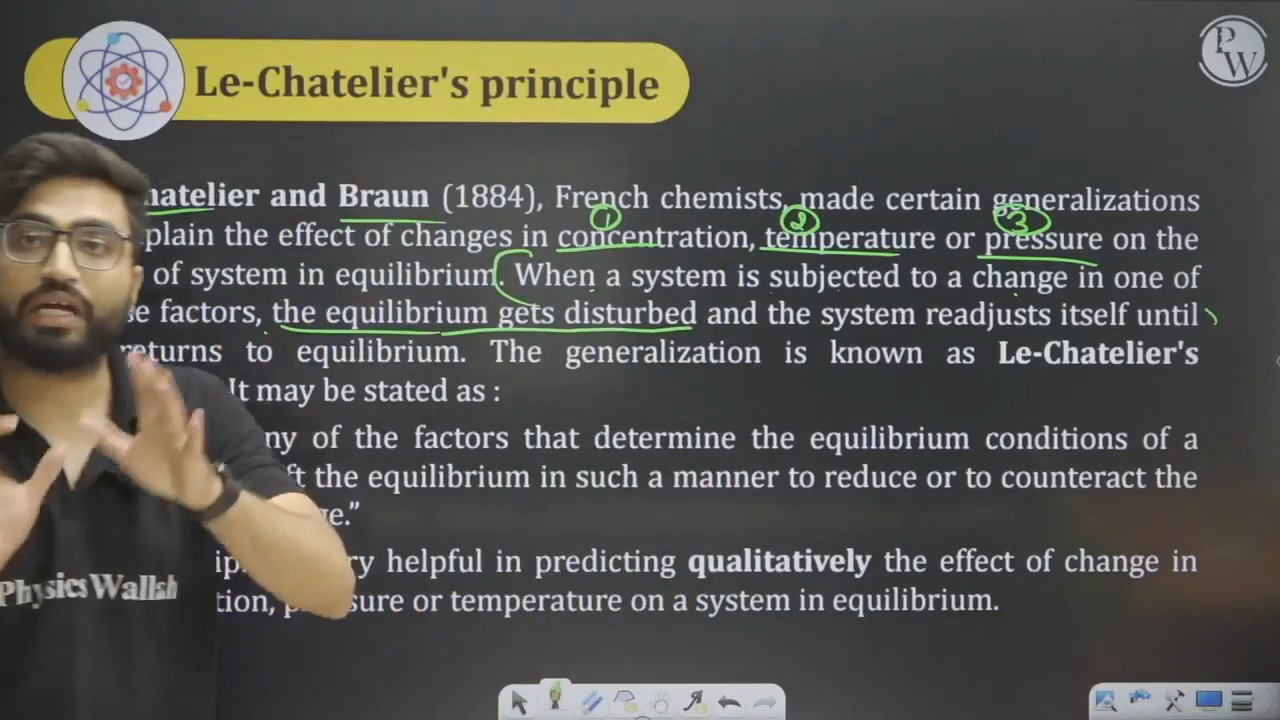 PW
Le-Chatelier's principle
hatelier and Braun (1884), French chemists, made certain generalizations
1 2 3
plain the effect of changes in concentration, temperature or pressure on the
of system in equilibrium. When a system is subjected to a change in one of
se factors, the equilibrium gets disturbed and the system readjusts itself until
returns to equilibrium. The generalization is known as Le-Chatelier's
It may be stated as :
ny of the factors that determine the equilibrium conditions of a
ft the equilibrium in such a manner to reduce or to counteract the
ge.”
ry helpful in predicting qualitatively the effect of change in
tion, p sure or temperature on a system in equilibrium.
Physics Wallah